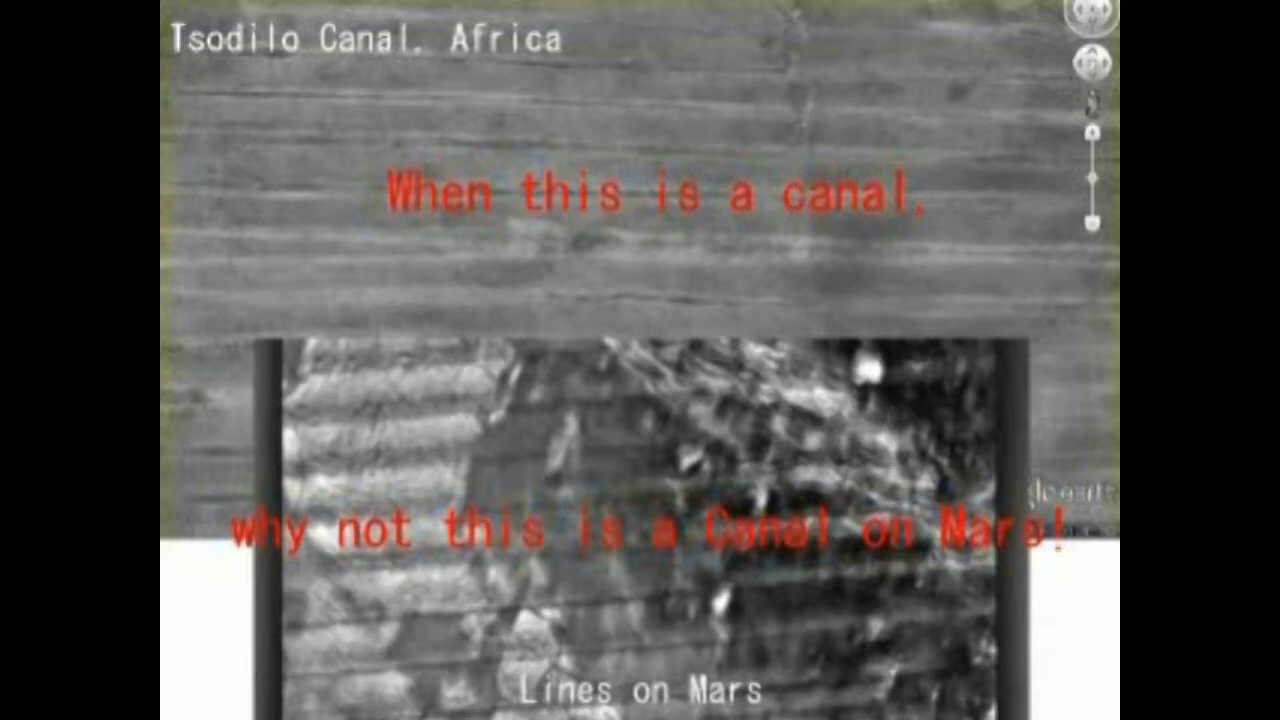 Tsodilo Canal. Africa
When this is a canal.
why not this is a Canal on Mars!
Lines on Mars